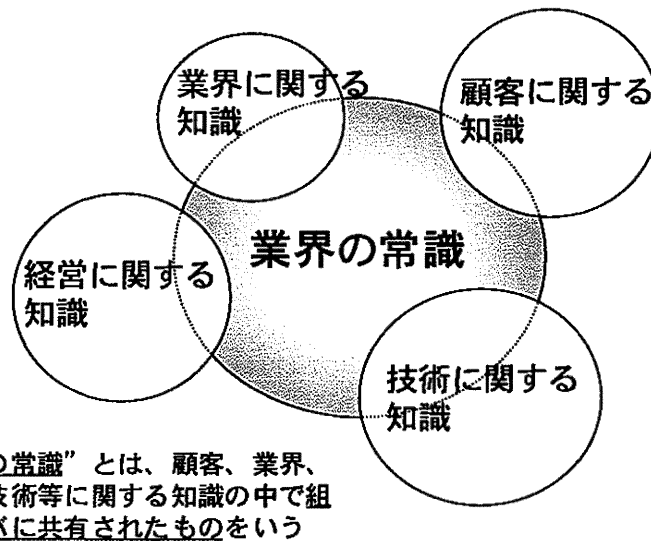 業界に関する
知識
顧客に関する
知識
業界の常識
経営に関する
知識
技術に関する
知識
の常識”とは、顧客、業界、
技術等に関する知識の中で組
に共有されたものをいう